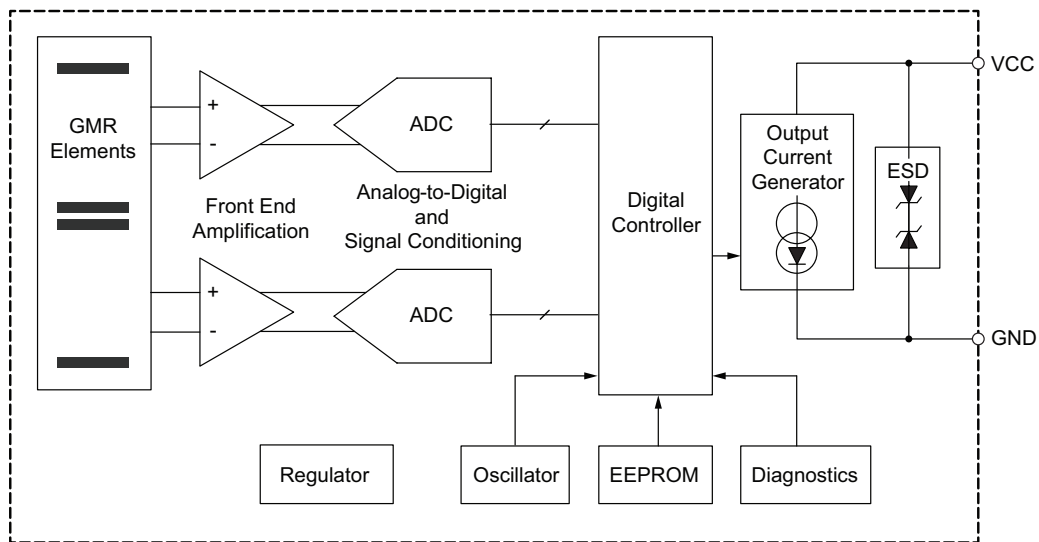 GMR
Elements
+
-
Front End
Amplification
+
-
ADC
Analog-to-Digital
and
Signal Conditioning
ADC
Digital
Controller
Output
Current
Generator
ESD
VCC
GND
Regulator
Oscillator
EEPROM
Diagnostics